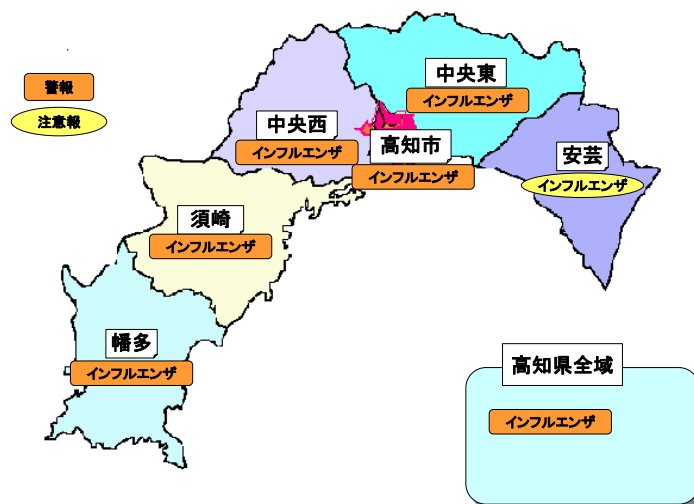 警報
注意報
中央東
インフルエンザ
中央西
インフルエンザ
高知市
インフルエンザ
安芸
インフルエンザ
須崎
インフルエンザ
幡多
インフルエンザ
高知県全域
インフルエンザ